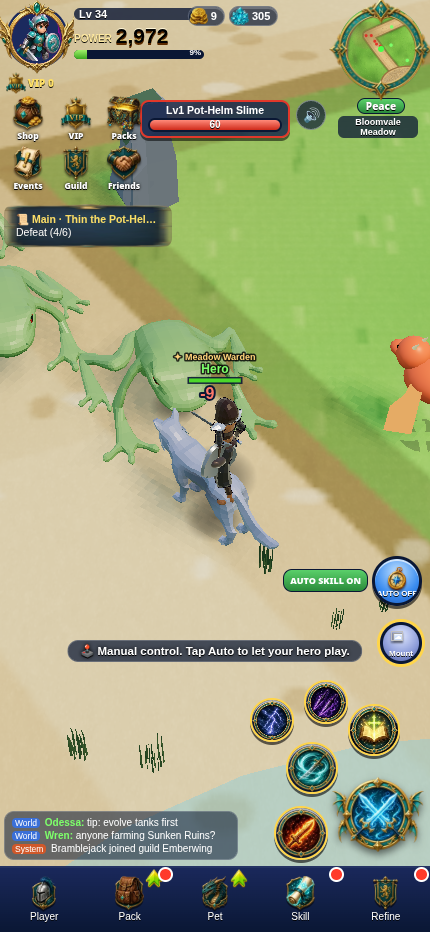 Lv 34
9
305
POWER 2,972
9%
VIP 0
Shop
VIP
Packs
Lv1 Pot-Helm Slime
60
Peace
Bloomvale
Meadow
Events
Guild
Friends
Main · Thin the Pot-Hel...
Defeat (4/6)
Meadow Warden
Hero
-9
AUTO SKILL ON
AUTO OFF
Mount
Manual control. Tap Auto to let your hero play.
World Odessa: tip: evolve tanks first
World Wren: anyone farming Sunken Ruins?
System Bramblejack joined guild Emberwing
Player
Pack
Pet
Skill
Refine